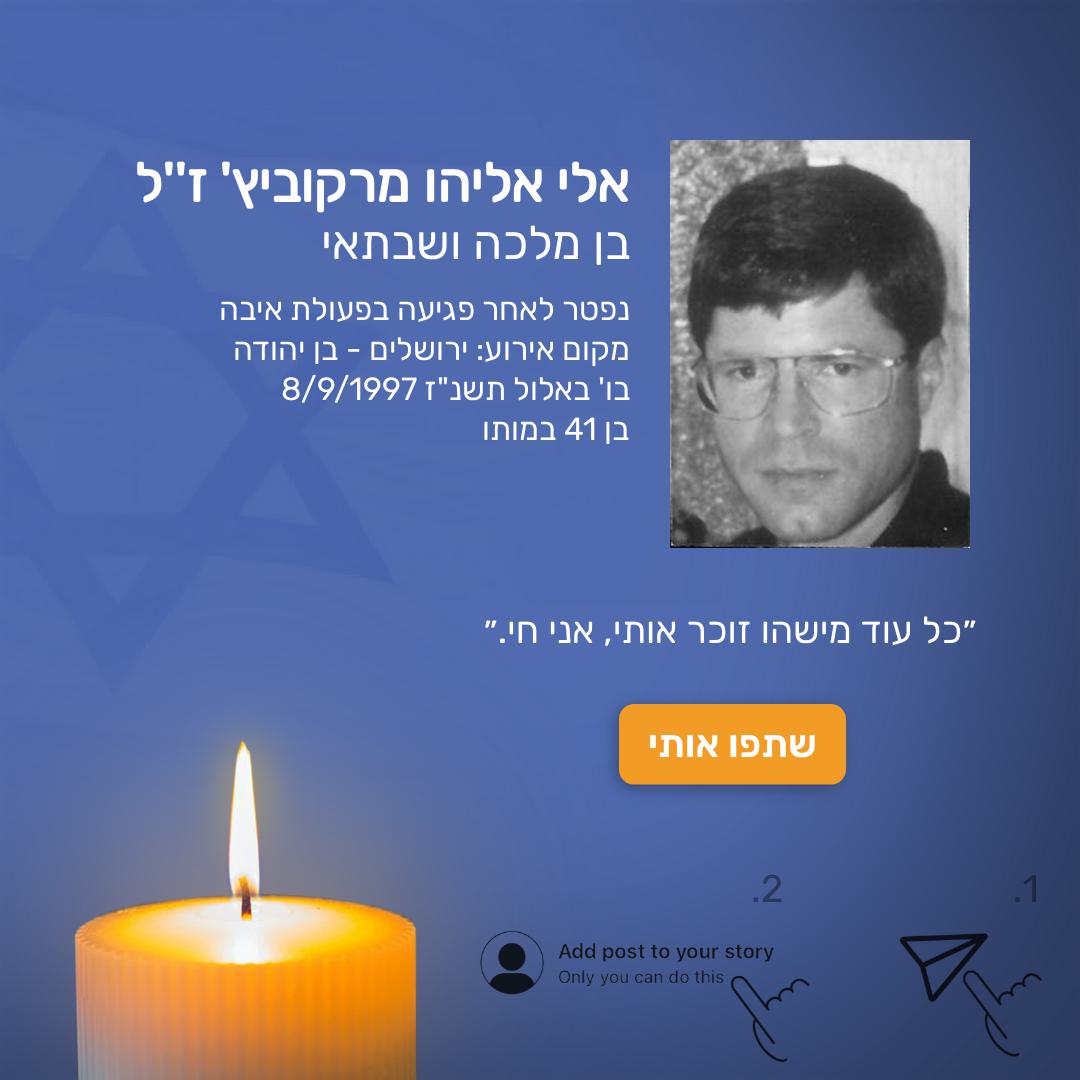 אלי אליהו מרקוביץ' ז"ל
בן מלכה ושבתאי
נפטר לאחר פגיעה בפעולת איבה
מקום אירוע: ירושלים - בן יהודה
בו' באלול תשנ"ז 8/9/1997
בן 41 במותו
״כל עוד מישהו זוכר אותי, אני חי.״
שתפו אותי
1.
2.
Add post to your story
Only you can do this